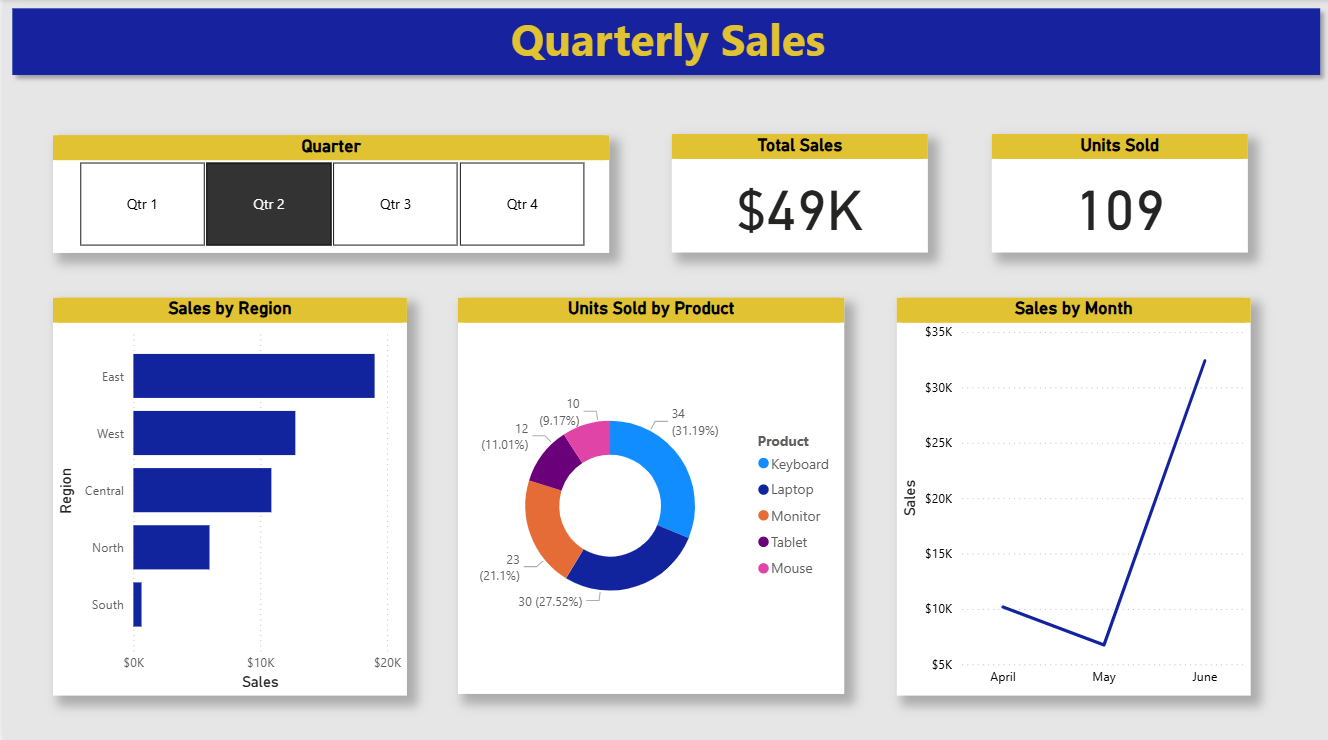 Quarterly Sales
Quarter
Qtr 1
Qtr 2
Qtr 3
Qtr 4
Total Sales
$49K
Units Sold
109
Sales by Region
Region
East
West
Central
North
South
$0K
$10K
$20K
Sales
Units Sold by Product
34
(31.19%)
30 (27.52%)
23
(21.1%)
12
(11.01%)
10
(9.17%)
Product
Keyboard
Laptop
Monitor
Tablet
Mouse
Sales by Month
Sales
$35K
$30K
$25K
$20K
$15K
$10K
$5K
April
May
June